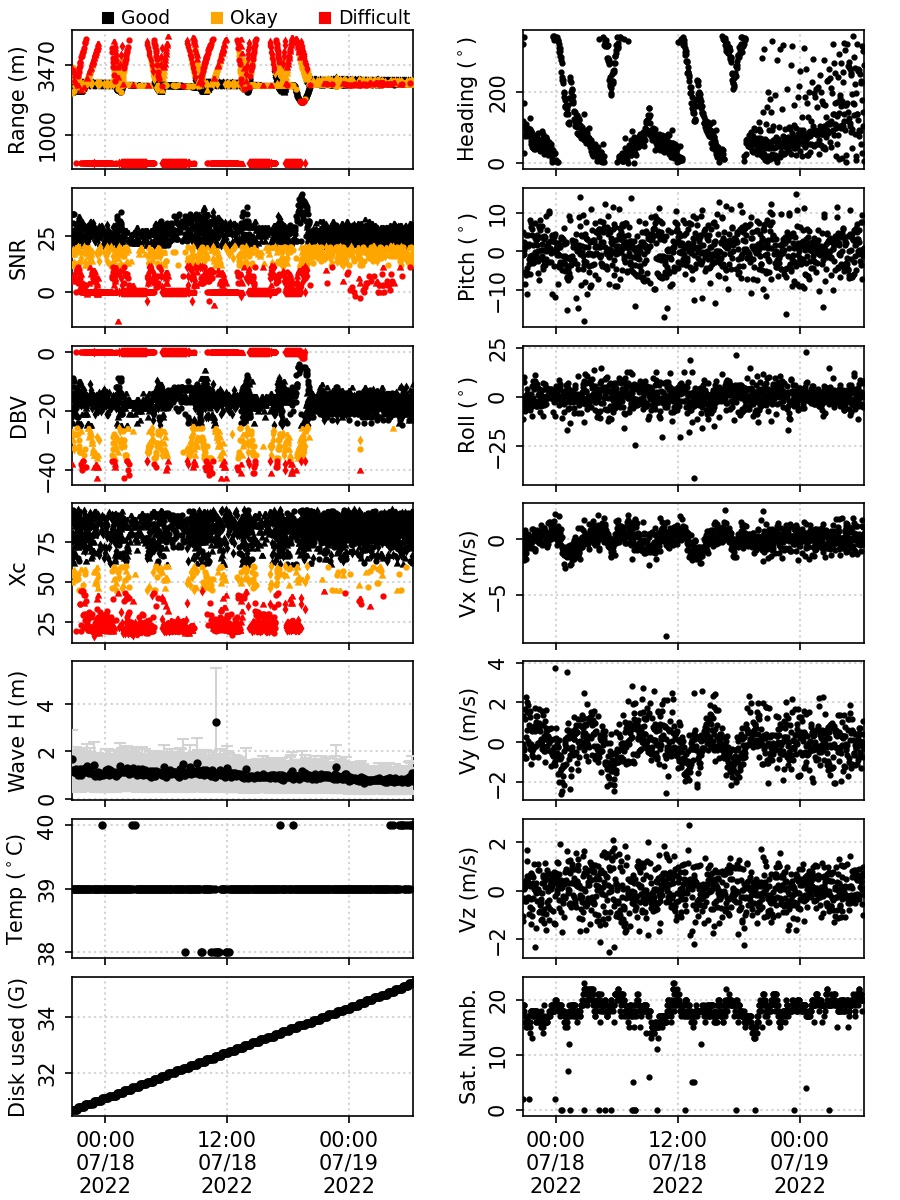 Good Okay Difficult
Range (m)
3470
1000
Heading (°)
200
0
SNR
25
0
Pitch (°)
10
0
−10
DBV
0
−20
−40
Roll (°)
25
0
−25
Xc
75
50
25
Vx (m/s)
0
−5
Wave H (m)
4
2
0
Vy (m/s)
4
2
0
−2
Temp (°C)
40
39
38
Vz (m/s)
2
0
−2
Disk used (G)
34
32
Sat. Numb.
20
10
0
00:00 12:00 00:00 00:00 12:00 00:00
07/18 07/18 07/19 07/18 07/18 07/19
2022 2022 2022 2022 2022 2022